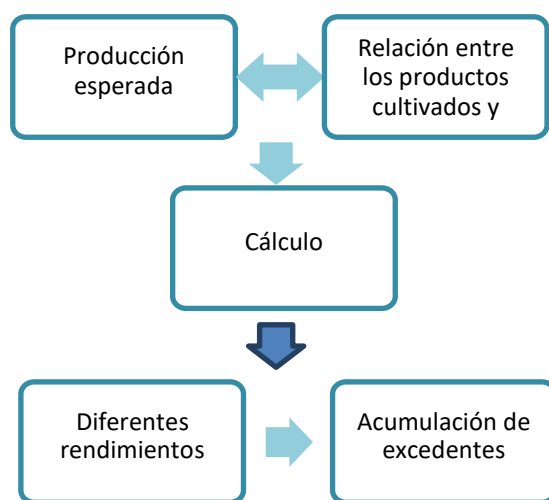 Producción
esperada
Relación entre
los productos
cultivados y
Cálculo
Diferentes
rendimientos
Acumulación de
excedentes